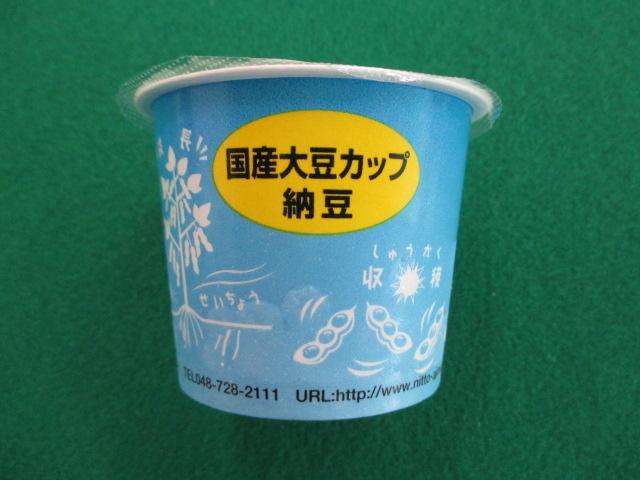 長
国産大豆カップ
納豆
しゅうかく
収穫
せいちょう
TEL048-728-2111 URL:http://www.nitto-a